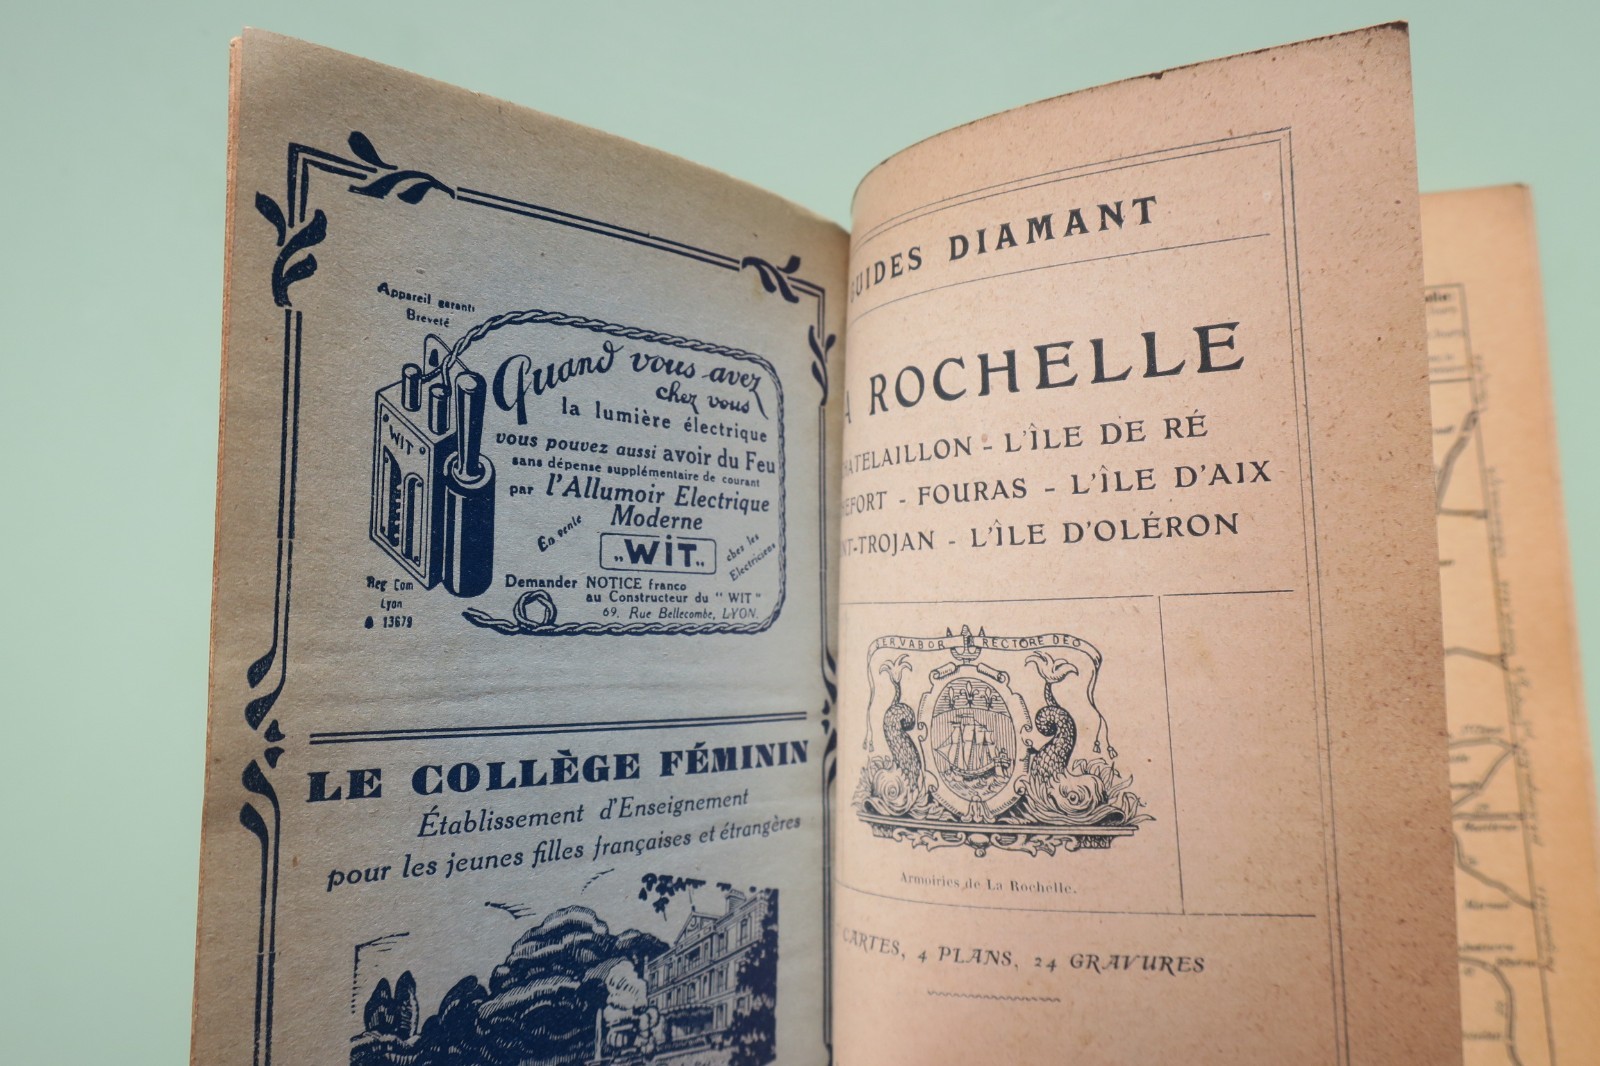 Appareil garanti
Breveté
WIT
Quand vous avez
chez vous
la lumière électrique
vous pouvez aussi avoir du Feu
sans dépense supplémentaire de courant
par l'Allumoir Electrique
Moderne
En vente
"WiT"
chez les
Electriciens
Demander NOTICE franco
au Constructeur du "WIT"
69, Rue Bellecombe, LYON.
Reg Com
Lyon
A 13679
LE COLLÈGE FÉMININ
Établissement d'Enseignement
pour les jeunes filles françaises et étrangères
GUIDES DIAMANT
A ROCHELLE
HATELAILLON - L'ÎLE DE RÉ
EFORT - FOURAS - L'ÎLE D'AIX
NT-TROJAN - L'ÎLE D'OLÉRON
SERVABOR RECTORE DEO
Armoiries de La Rochelle.
CARTES, 4 PLANS, 24 GRAVURES